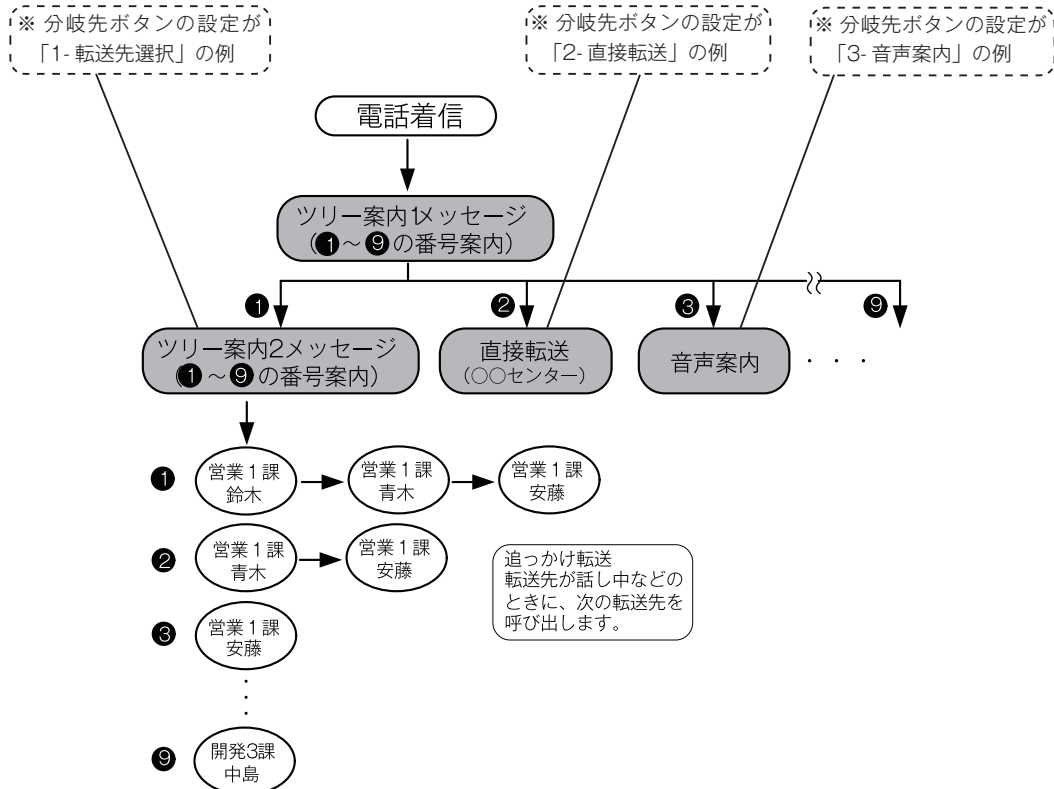 ※ 分岐先ボタンの設定が
「1- 転送先選択」の例
※ 分岐先ボタンの設定が
「2- 直接転送」の例
※ 分岐先ボタンの設定が
「3- 音声案内」の例
電話着信
ツリー案内1メッセージ
(❶～❾の番号案内)
❶
❷
❸
❾
ツリー案内2メッセージ
(❶～❾の番号案内)
直接転送
(○○センター)
音声案内
・ ・ ・
❶
営業1課
鈴木
営業1課
青木
営業1課
安藤
❷
営業1課
青木
営業1課
安藤
追っかけ転送
転送先が話し中などの
ときに、次の転送先を
呼び出します。
❸
営業1課
安藤
❾
開発3課
中島